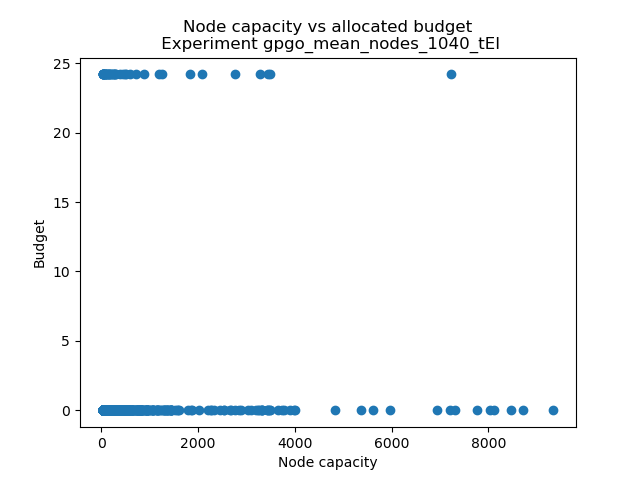 Node capacity vs allocated budget
Experiment gpgo_mean_nodes_1040_tEI
25
20
15
10
5
0
Budget
0 2000 4000 6000 8000
Node capacity